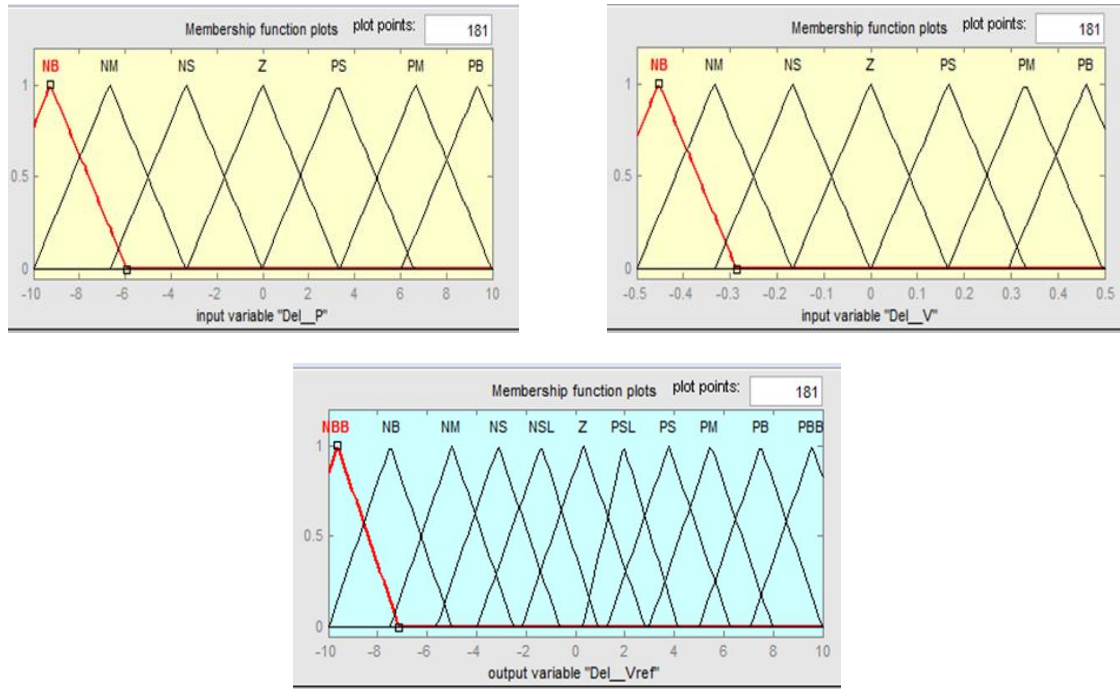 Membership function plots plot points: 181
NB NM NS Z PS PM PB
1
0.5
0
-10 -8 -6 -4 -2 0 2 4 6 8 10
input variable "Del__P"
Membership function plots plot points: 181
NB NM NS Z PS PM PB
1
0.5
0
-0.5 -0.4 -0.3 -0.2 -0.1 0 0.1 0.2 0.3 0.4 0.5
input variable "Del__V"
Membership function plots plot points: 181
NBB NB NM NS NSL Z PSL PS PM PB PBB
1
0.5
0
-10 -8 -6 -4 -2 0 2 4 6 8 10
output variable "Del__Vref"